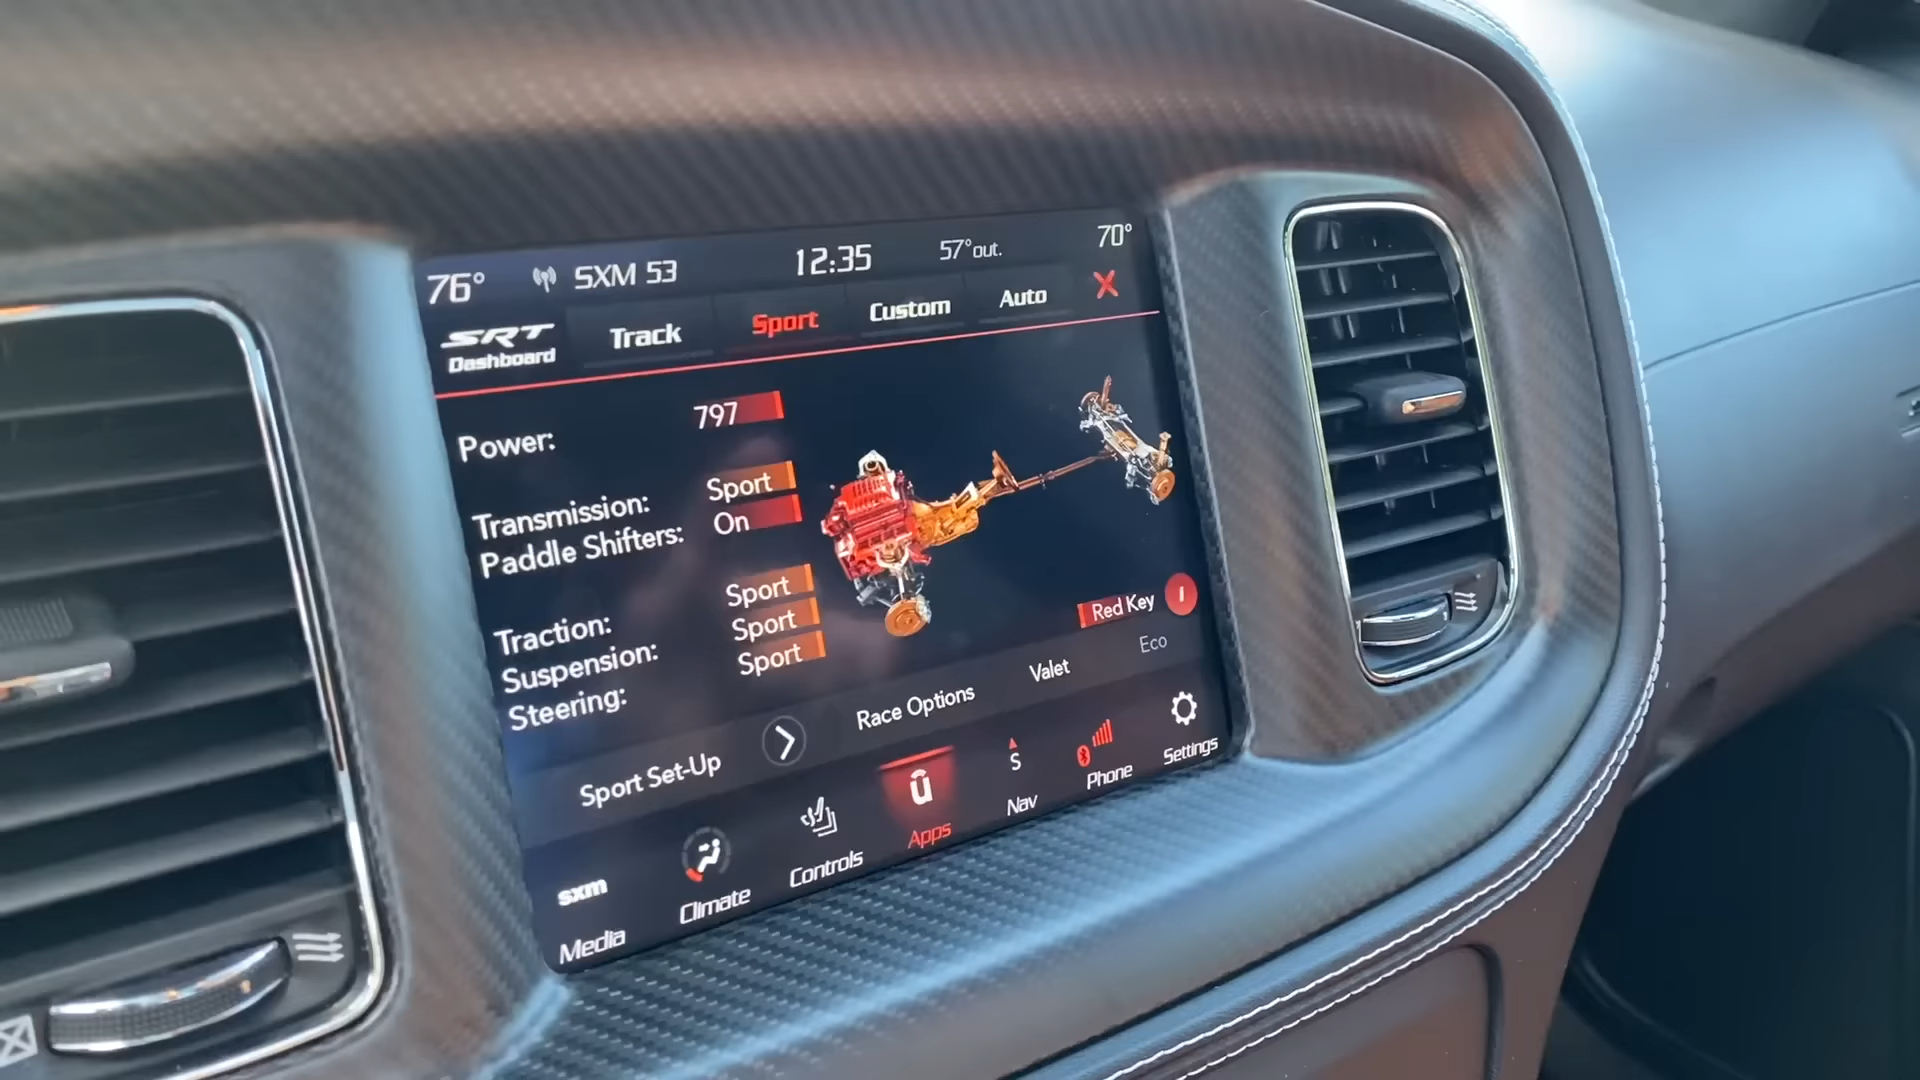 76° SXM 53 12:35 57°out. 70°
SRT Dashboard Track Sport Custom Auto X
Power: 797
Transmission: Sport
Paddle Shifters: On
Traction: Sport
Suspension: Sport
Steering: Sport
Red Key
Sport Set-Up Race Options Valet Eco
sxm S
Media Climate Controls Apps Nav Phone Settings